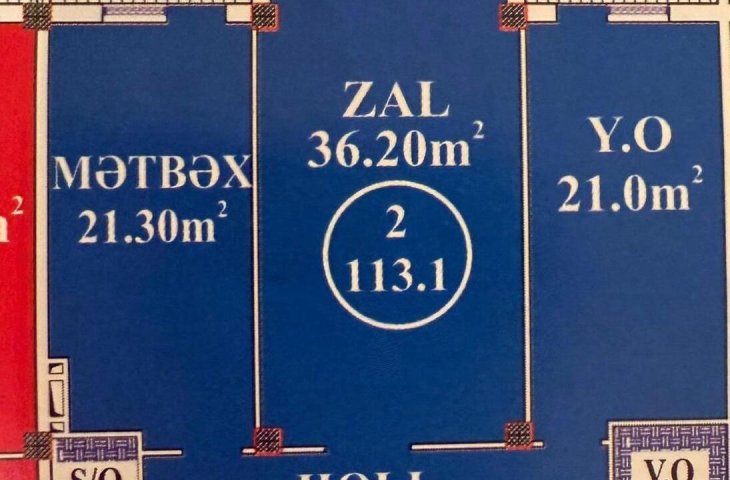 ZAL
36.20m²
2
113.1
MƏTBƏX
21.30m²
Y.O
21.0m²
S/O
V.O